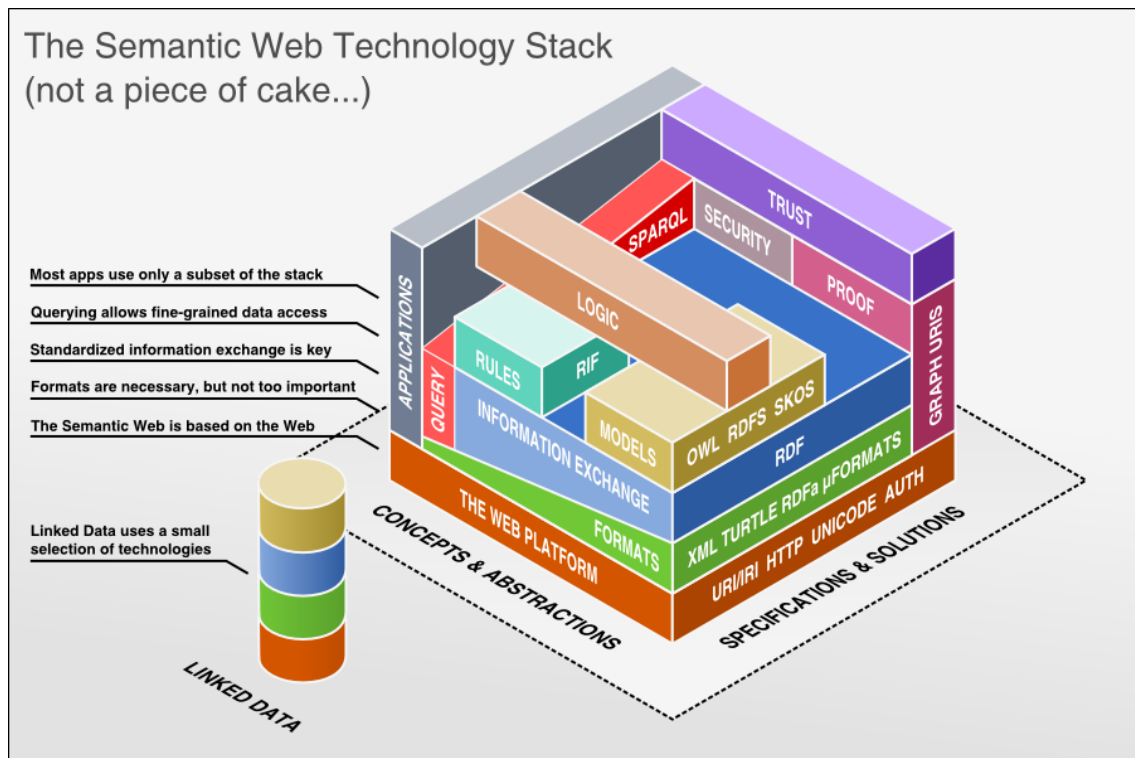 The Semantic Web Technology Stack
(not a piece of cake...)
Most apps use only a subset of the stack
Querying allows fine-grained data access
Standardized information exchange is key
Formats are necessary, but not too important
The Semantic Web is based on the Web
Linked Data uses a small
selection of technologies
LINKED DATA
APPLICATIONS
QUERY
SPARQL
SECURITY
TRUST
PROOF
GRAPH URIS
LOGIC
RULES
RIF
MODELS
OWL RDFS SKOS
INFORMATION EXCHANGE
RDF
FORMATS
XML TURTLE RDFa µFORMATS
THE WEB PLATFORM
URI/IRI HTTP UNICODE AUTH
CONCEPTS & ABSTRACTIONS
SPECIFICATIONS & SOLUTIONS